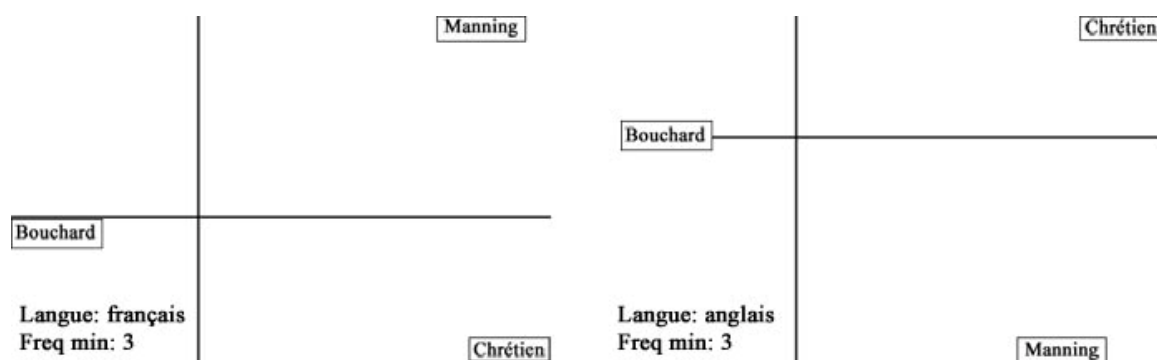 Manning
Bouchard
Langue: français
Freq min: 3
Chrétien
Chrétien
Bouchard
Langue: anglais
Freq min: 3
Manning